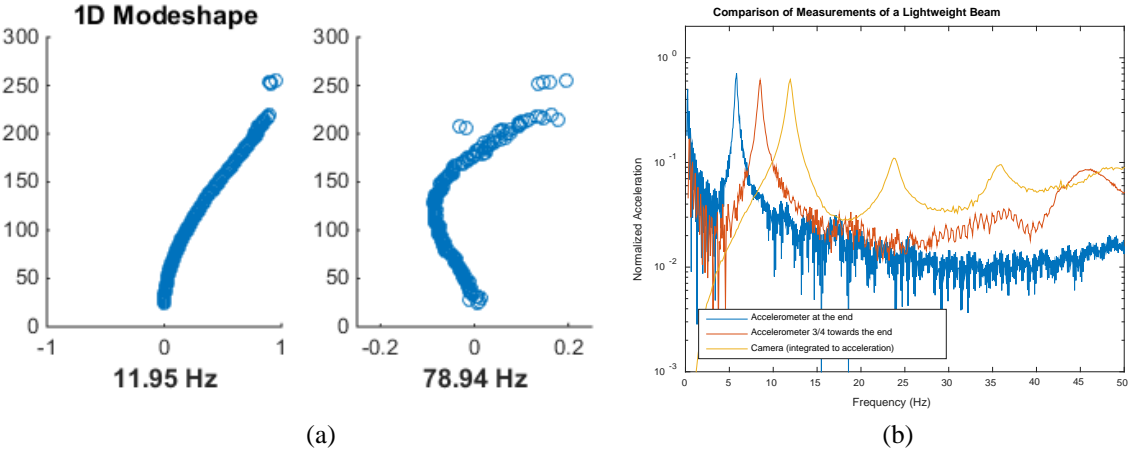 1D Modeshape
300
250
200
150
100
50
0
-1
0
1
11.95 Hz
300
250
200
150
100
50
0
-0.2
0
0.2
78.94 Hz
(a)
Comparison of Measurements of a Lightweight Beam
Normalized Acceleration
10 0
10 -1
10 -2
10 -3
Accelerometer at the end
Accelerometer 3/4 towards the end
Camera (integrated to acceleration)
0 5 10 15 20 25 30 35 40 45 50
Frequency (Hz)
(b)